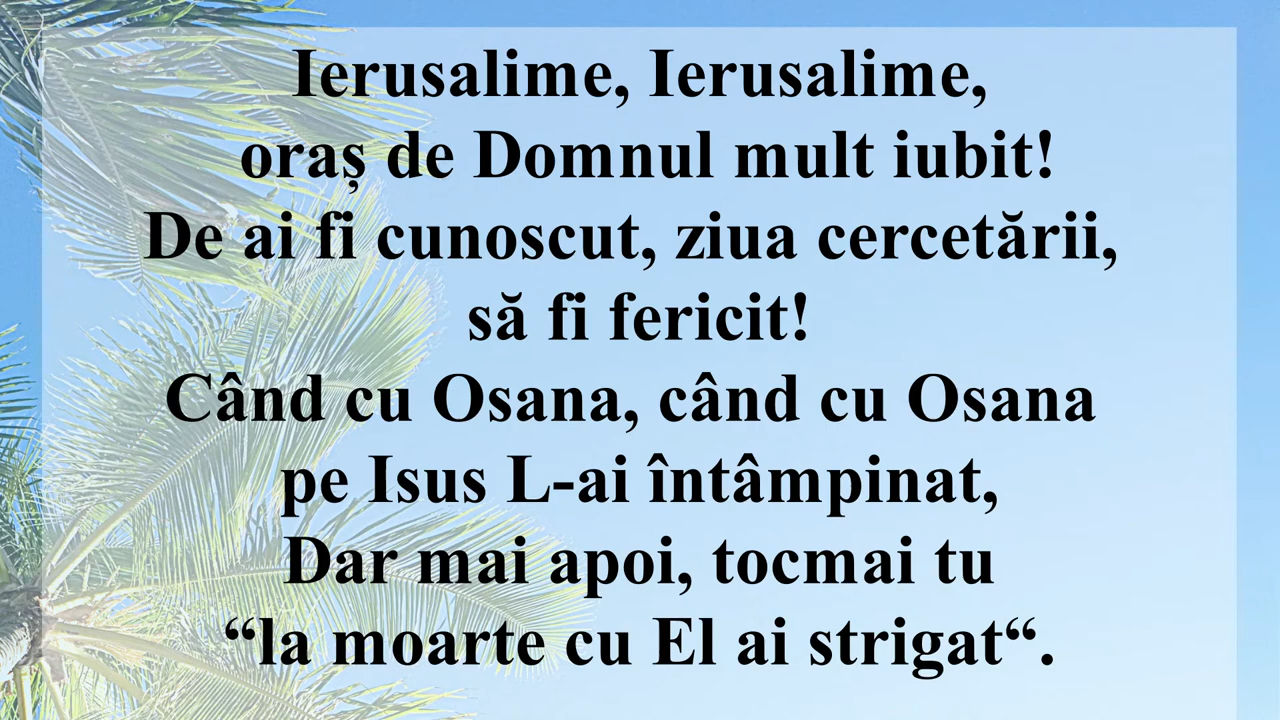 Ierusalime, Ierusalime,
oraș de Domnul mult iubit!
De ai fi cunoscut, ziua cercetării,
să fi fericit!
Când cu Osana, când cu Osana
pe Isus L-ai întâmpinat,
Dar mai apoi, tocmai tu
“la moarte cu El ai strigat“.